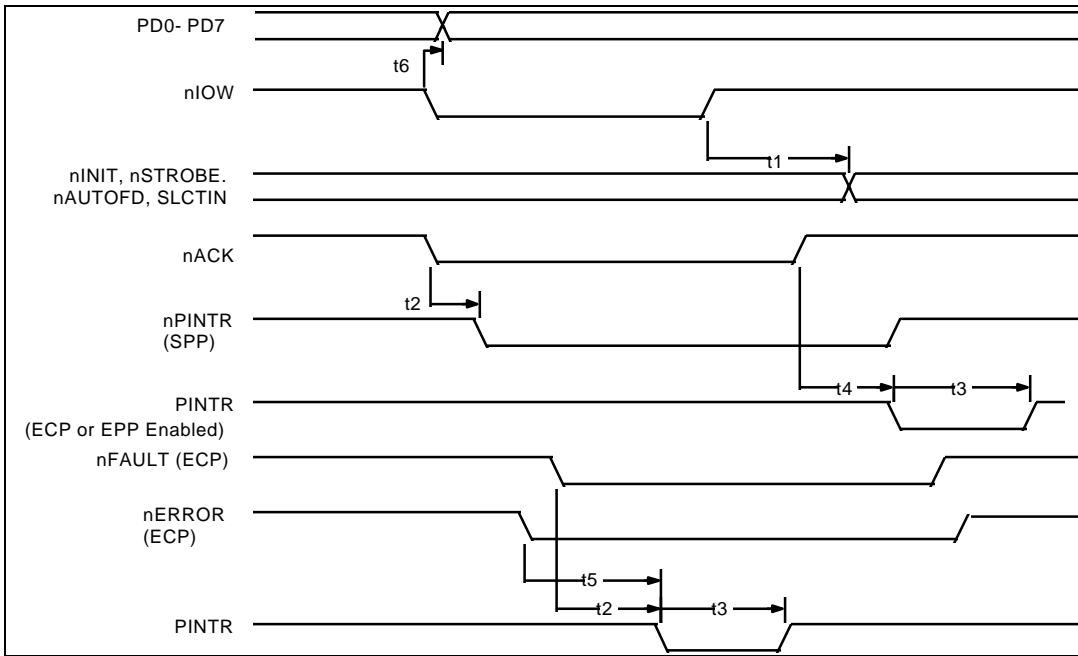 PD0- PD7
t6
nIOW
t1
nINIT, nSTROBE.
nAUTOFD, SLCTIN
nACK
t2
nPINTR
(SPP)
t4
t3
PINTR
(ECP or EPP Enabled)
nFAULT (ECP)
nERROR
(ECP)
t5
t2
t3
PINTR